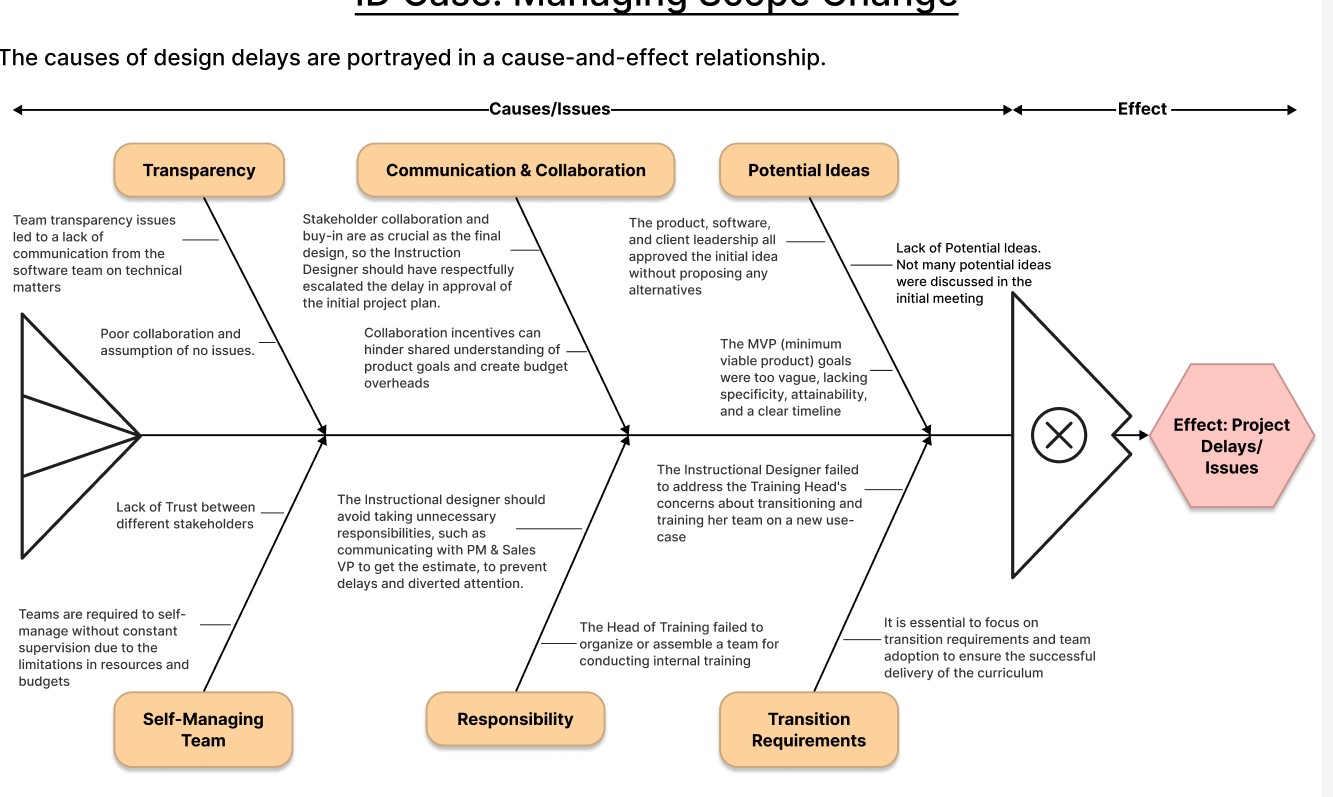 ID Case: Managing Scope Change
The causes of design delays are portrayed in a cause-and-effect relationship.
Causes/Issues
Effect
Transparency
Communication & Collaboration
Potential Ideas
Team transparency issues
led to a lack of
communication from the
software team on technical
matters
Poor collaboration and
assumption of no issues.
Stakeholder collaboration and
buy-in are as crucial as the final
design, so the Instruction
Designer should have respectfully
escalated the delay in approval of
the initial project plan.
Collaboration incentives can
hinder shared understanding of
product goals and create budget
overheads
The product, software,
and client leadership all
approved the initial idea
without proposing any
alternatives
Lack of Potential Ideas.
Not many potential ideas
were discussed in the
initial meeting
The MVP (minimum
viable product) goals
were too vague, lacking
specificity, attainability,
and a clear timeline
Effect: Project
Delays/
Issues
Lack of Trust between
different stakeholders
Teams are required to self-
manage without constant
supervision due to the
limitations in resources and
budgets
The Instructional designer should
avoid taking unnecessary
responsibilities, such as
communicating with PM & Sales
VP to get the estimate, to prevent
delays and diverted attention.
The Head of Training failed to
organize or assemble a team for
conducting internal training
The Instructional Designer failed
to address the Training Head's
concerns about transitioning and
training her team on a new use-
case
It is essential to focus on
transition requirements and team
adoption to ensure the successful
delivery of the curriculum
Self-Managing
Team
Responsibility
Transition
Requirements